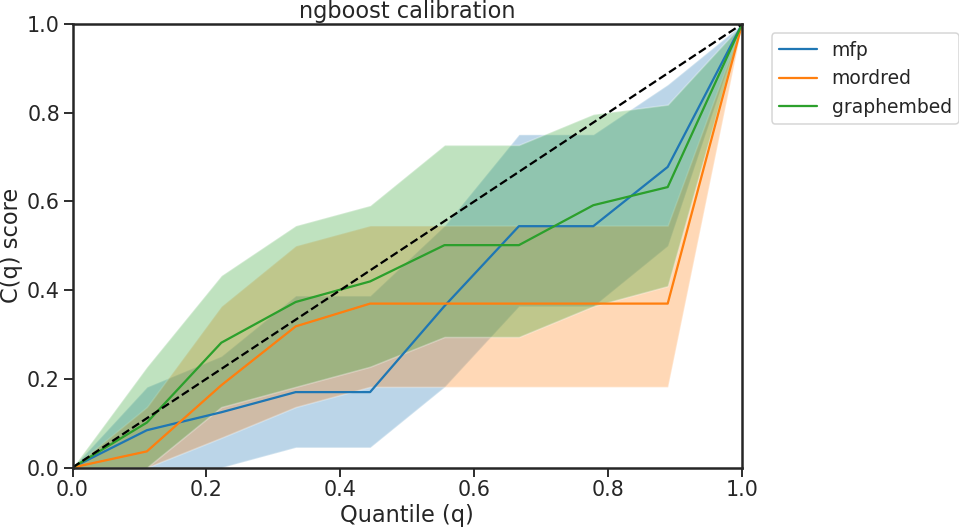 ngboost calibration
1.0
0.8
0.6
0.4
0.2
0.0
C(q) score
0.0 0.2 0.4 0.6 0.8 1.0
Quantile (q)
mfp
mordred
graphembed